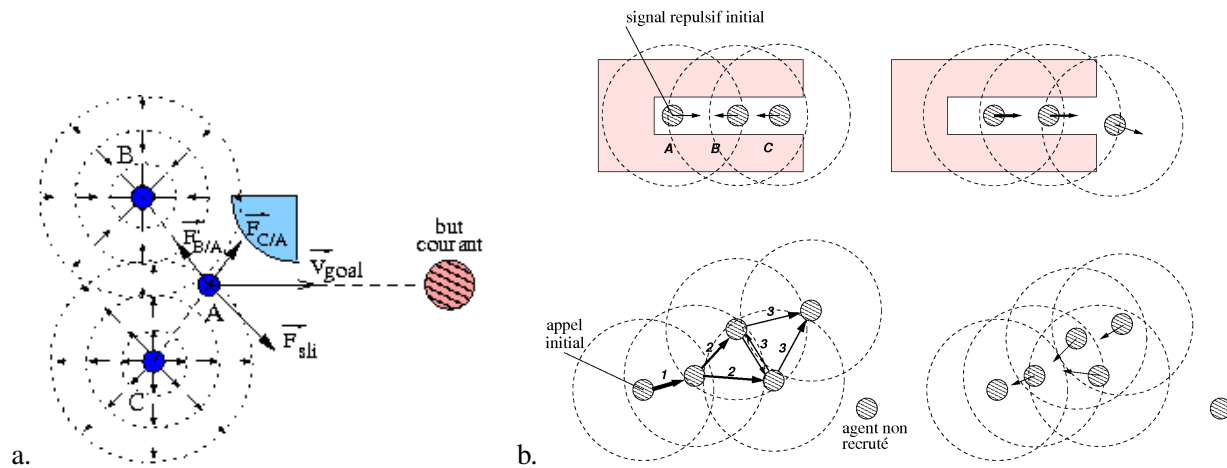 a.
B
F B/A
F C/A
but
courant
V goal
A
F sli
C
b.
signal repulsif initial
A
B
C
appel
initial
1
2
2
3
3
3
agent non
recruté